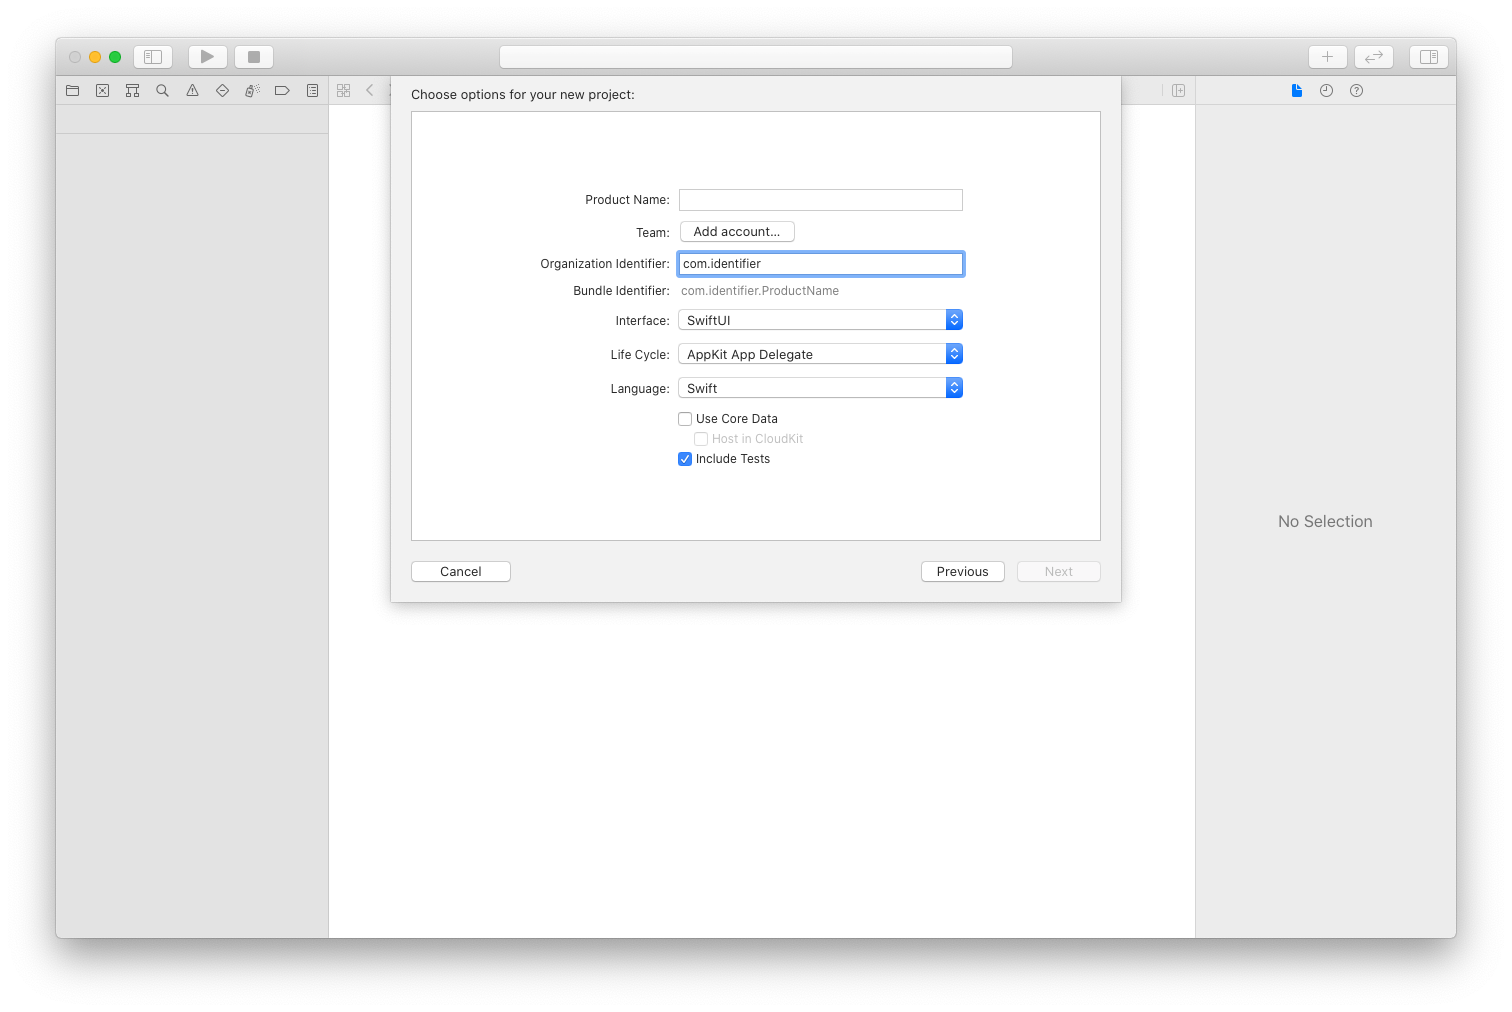 Choose options for your new project:
Product Name:
Team: Add account...
Organization Identifier: com.identifier
Bundle Identifier: com.identifier.ProductName
Interface: SwiftUI
Life Cycle: AppKit App Delegate
Language: Swift
Use Core Data
Host in CloudKit
Include Tests
No Selection
Cancel Previous Next